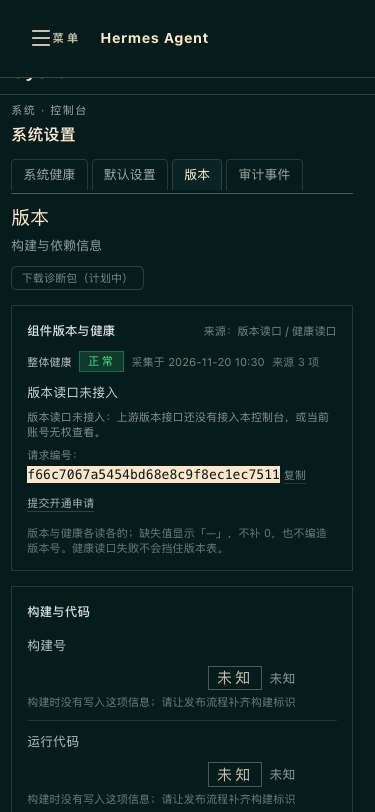 菜单 Hermes Agent
系统 · 控制台
系统设置
系统健康 默认设置 版本 审计事件
版本
构建与依赖信息
下载诊断包（计划中）
组件版本与健康 来源：版本读口 / 健康读口
整体健康 正常 采集于 2026-11-20 10:30 来源 3 项
版本读口未接入
版本读口未接入：上游版本接口还没有接入本控制台，或当前
账号无权查看。
请求编号：
f66c7067a5454bd68e8c9f8ec1ec7511 复制
提交开通申请
版本与健康各读各的；缺失值显示「—」，不补 0，也不编造
版本号。健康读口失败不会挡住版本表。
构建与代码
构建号
未知 未知
构建时没有写入这项信息；请让发布流程补齐构建标识
运行代码
未知 未知
构建时没有写入这项信息；请让发布流程补齐构建标识